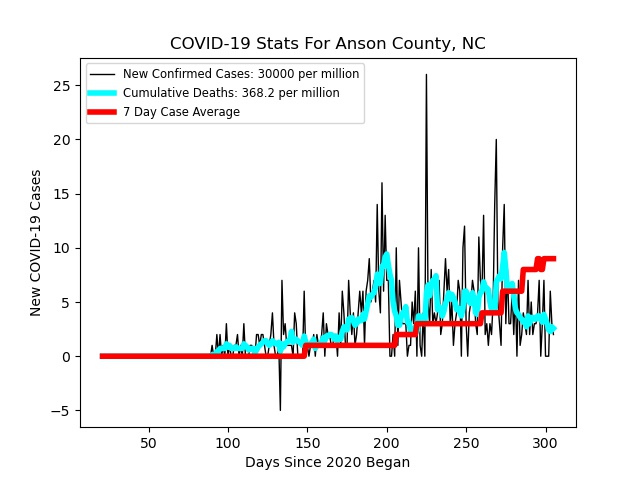 COVID-19 Stats For Anson County, NC
New Confirmed Cases: 30000 per million
Cumulative Deaths: 368.2 per million
7 Day Case Average
25
20
15
10
5
0
−5
New COVID-19 Cases
50 100 150 200 250 300
Days Since 2020 Began